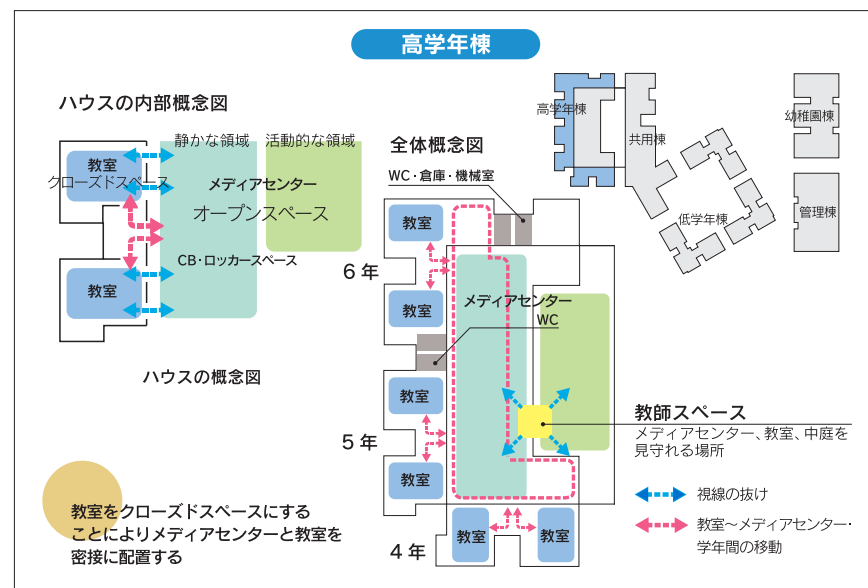 高学年棟
ハウスの内部概念図
静かな領域
活動的な領域
教室
クローズドスペース
メディアセンター
オープンスペース
CB・ロッカースペース
教室
ハウスの概念図
教室をクローズドスペースにする
ことによりメディアセンターと教室を
密接に配置する
全体概念図
WC・倉庫・機械室
教室
6年
教室
メディアセンター
WC
教室
5年
教室
4年
教室
教室
高学年棟
共用棟
幼稚園棟
低学年棟
管理棟
教師スペース
メディアセンター、教室、中庭を
見守れる場所
視線の抜け
教室～メディアセンター・
学年間の移動